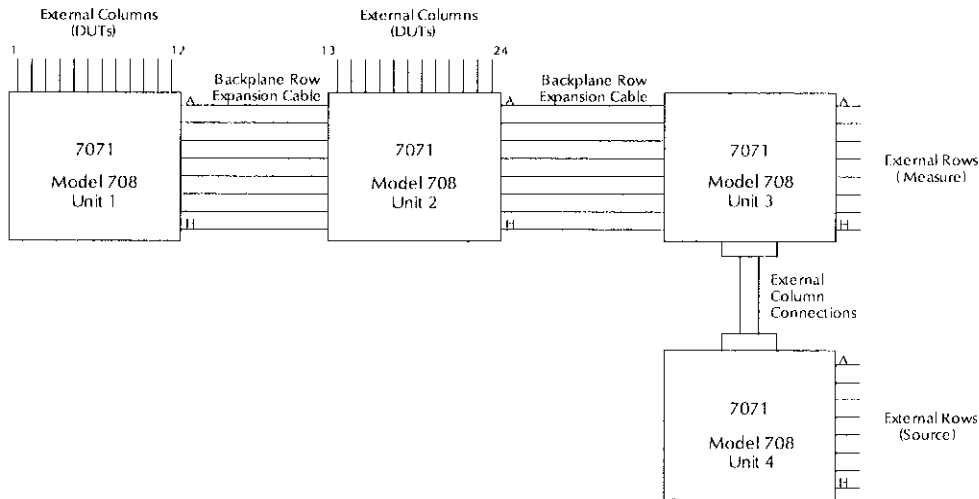 External Columns
(DUTs)
1
12
External Columns
(DUTs)
13
24
Backplane Row
Expansion Cable
Backplane Row
Expansion Cable
A
A
A
7071
Model 708
Unit 1
7071
Model 708
Unit 2
7071
Model 708
Unit 3
External Rows
(Measure)
H
H
H
External
Column
Connections
A
7071
Model 708
Unit 4
External Rows
(Source)
H